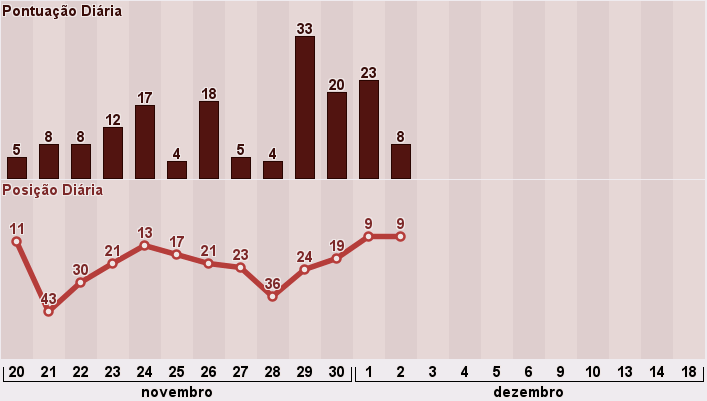 Pontuação Diária
5 8 8 12 17 4 18 5 4 33 20 23 8
Posição Diária
11 43 30 21 13 17 21 23 36 24 19 9 9
20 21 22 23 24 25 26 27 28 29 30 1 2 3 4 5 6 9 10 13 14 18
novembro dezembro